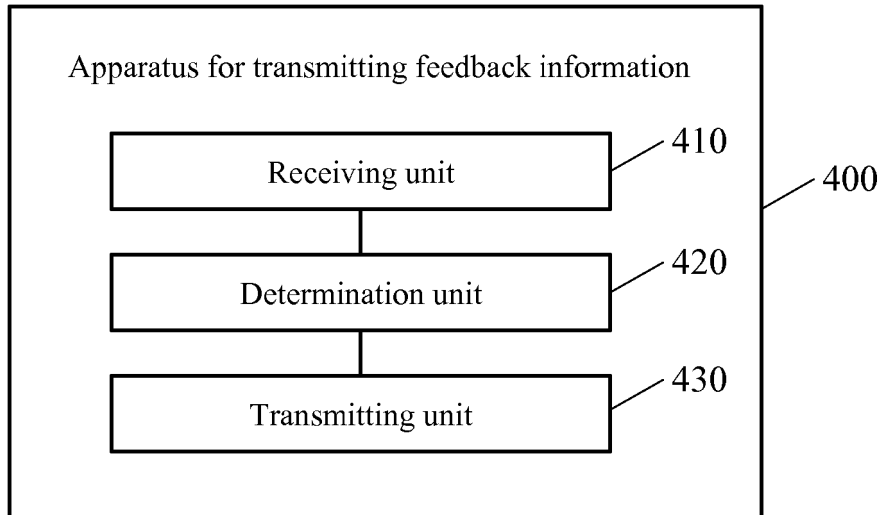 Apparatus for transmitting feedback information
Receiving unit
410
400
Determination unit
420
Transmitting unit
430